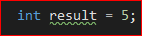 int result = 5;